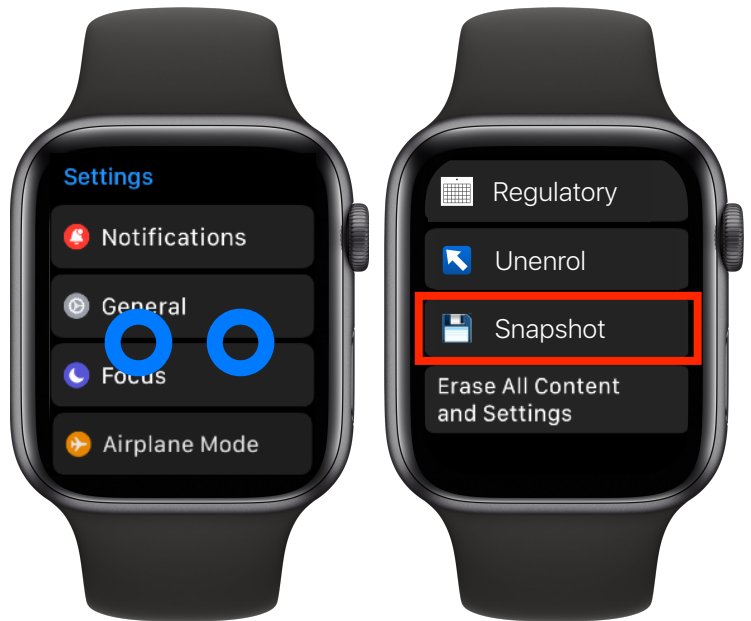 Settings
Notifications
General
Focus
Airplane Mode
Regulatory
Unenrol
Snapshot
Erase All Content
and Settings